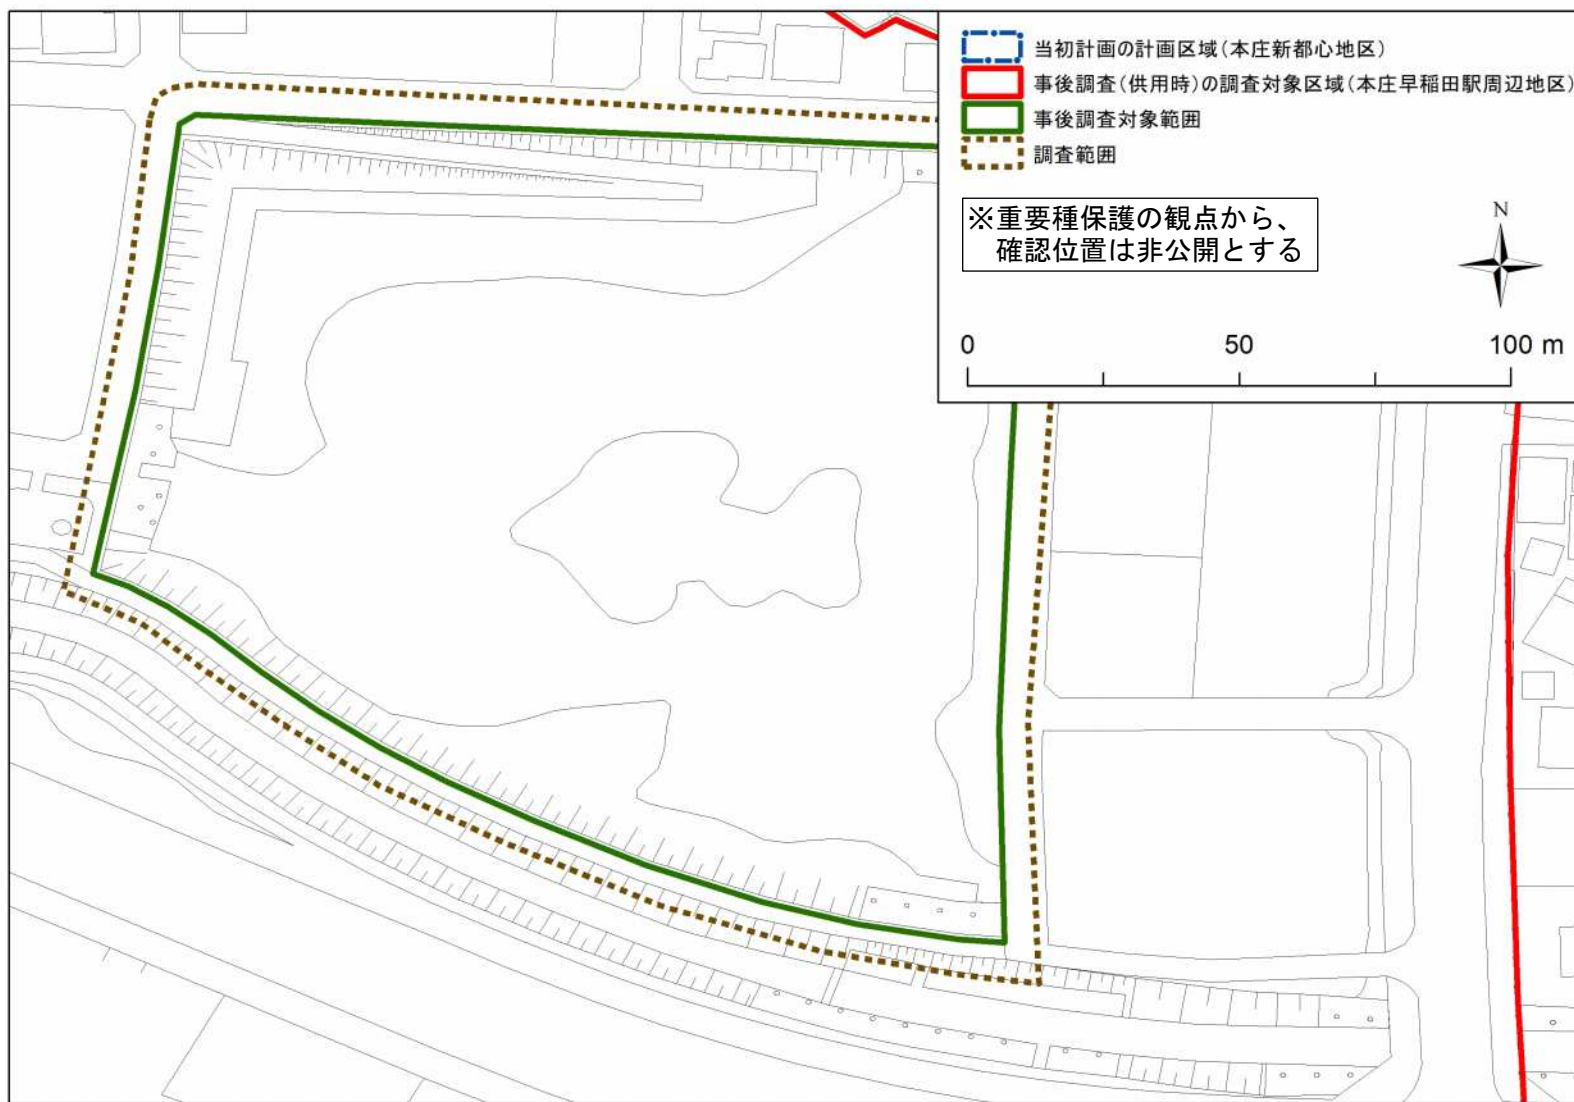 当初計画の計画区域(本庄新都心地区)
事後調査(供用時)の調査対象区域(本庄早稲田駅周辺地区)
事後調査対象範囲
調査範囲
※重要種保護の観点から、
確認位置は非公開とする
N
0 50 100 m